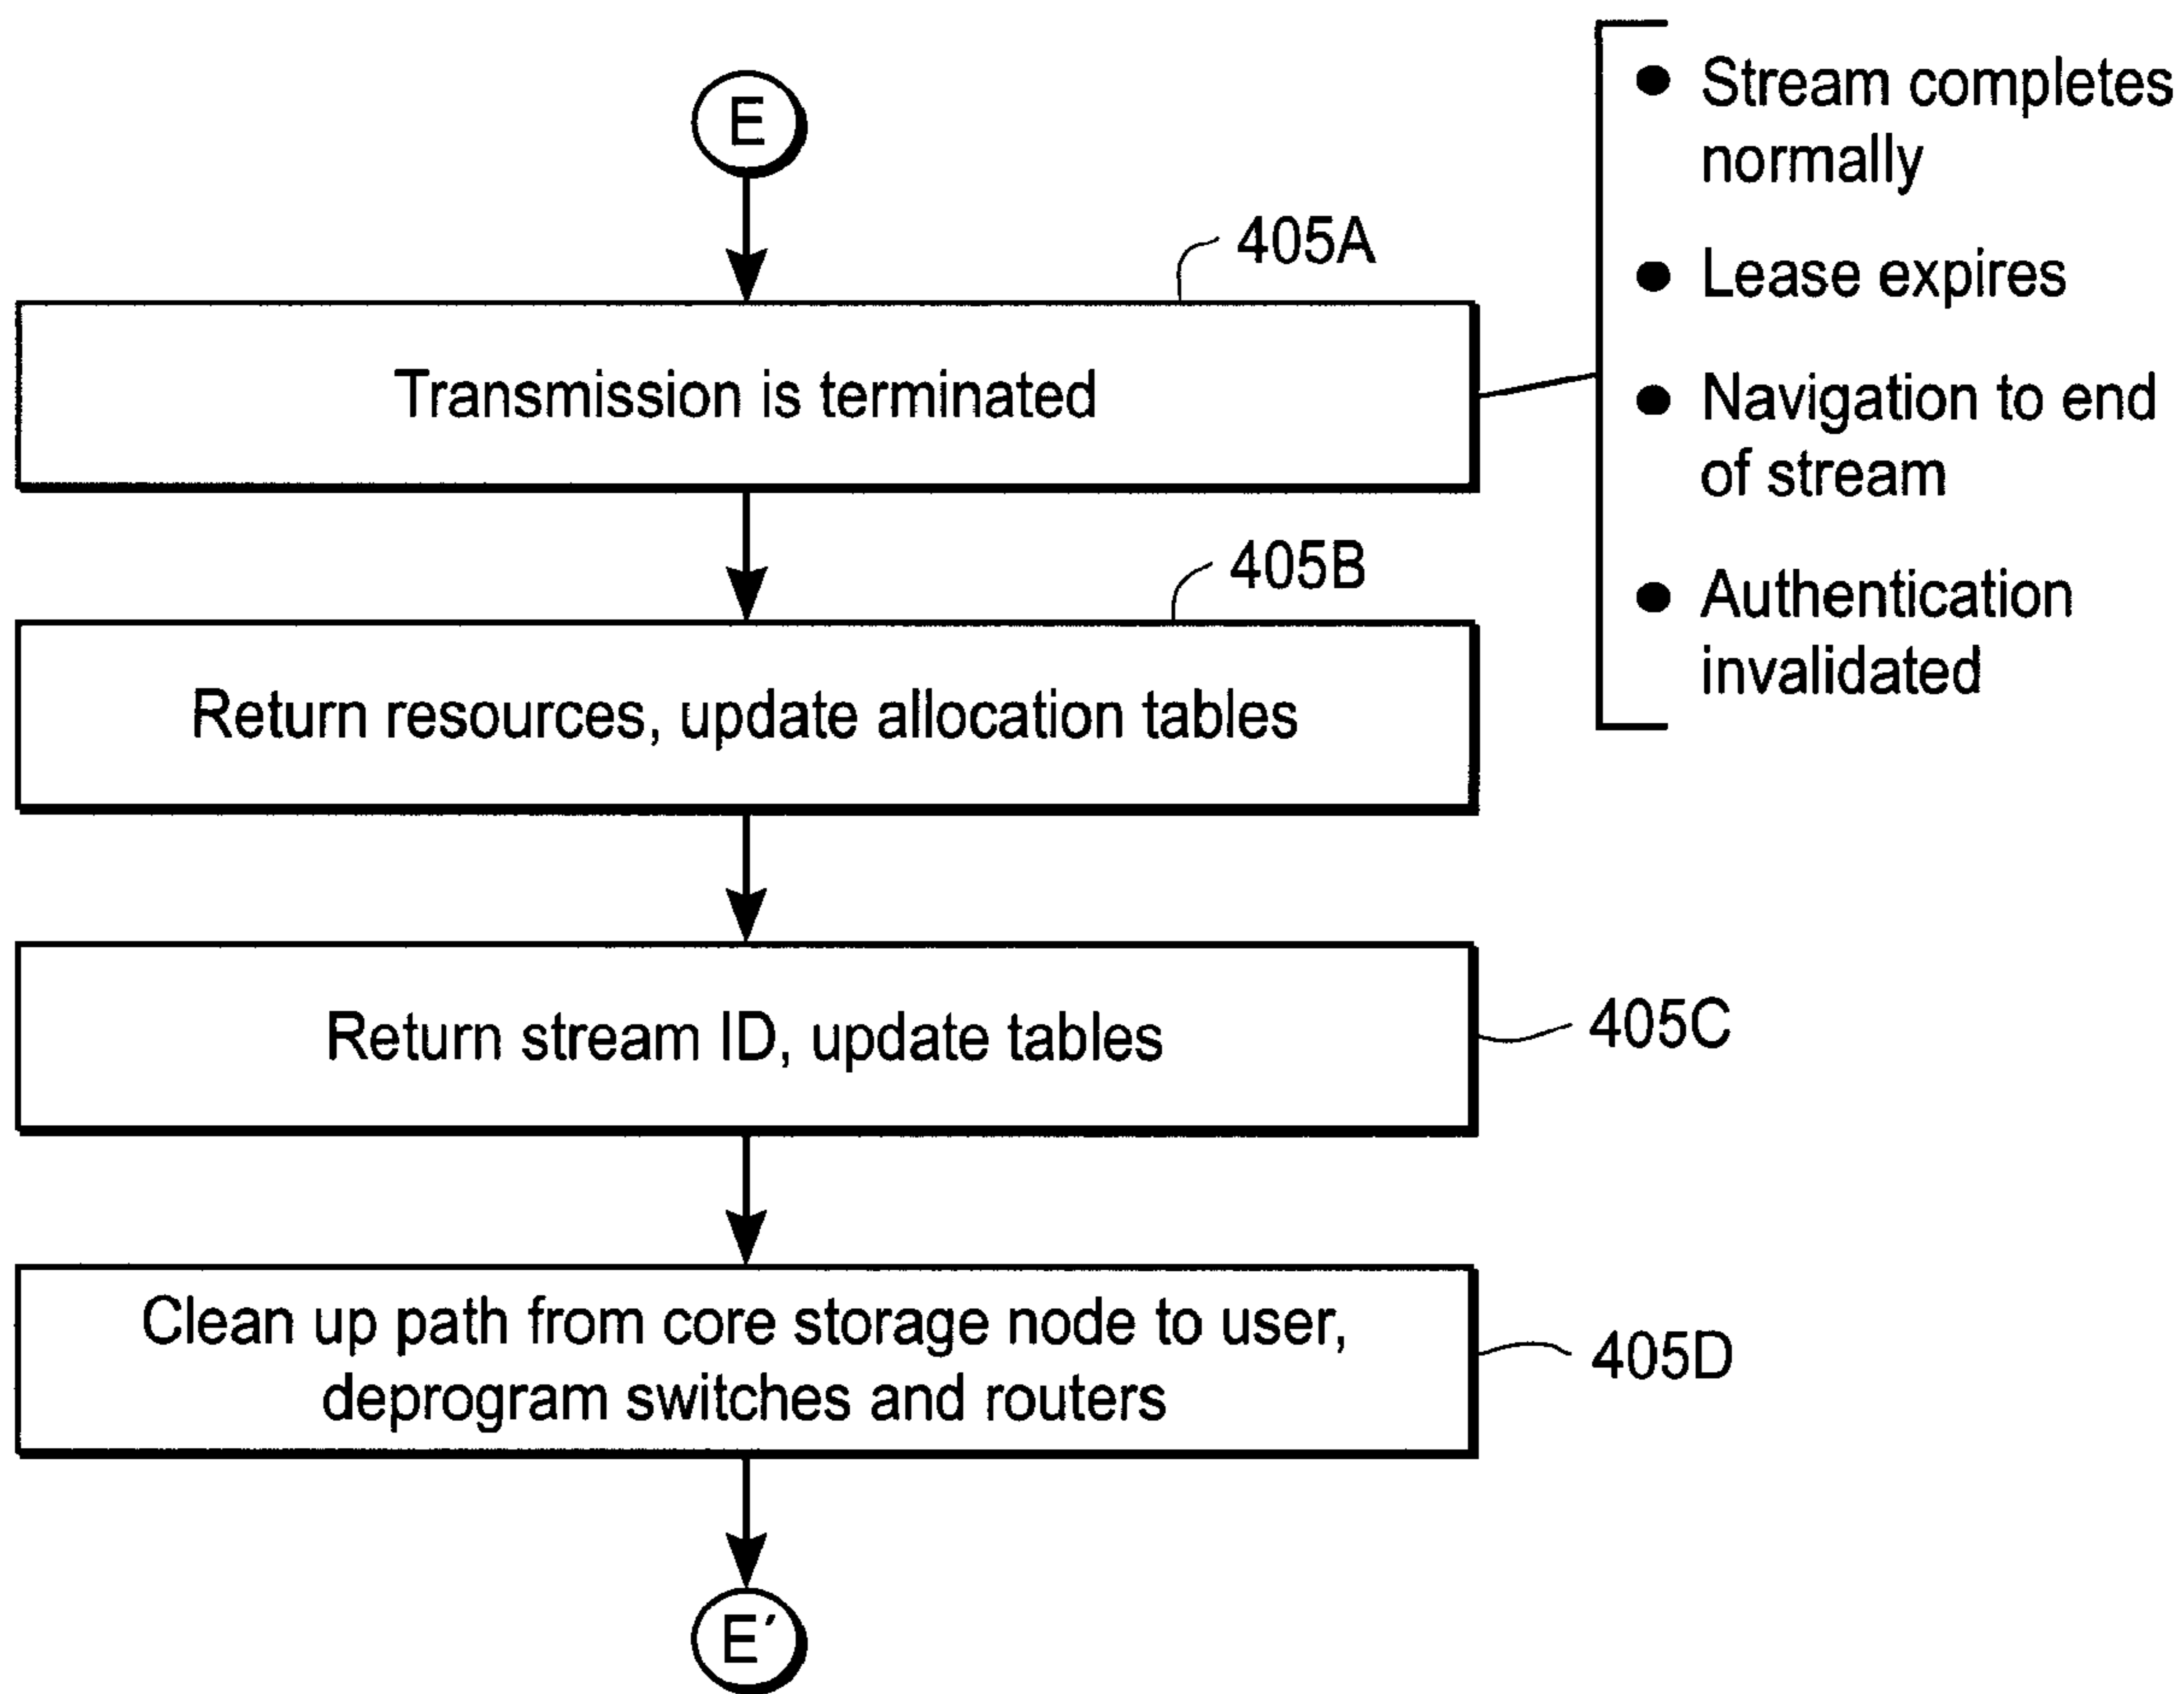 E
405A
Transmission is terminated
● Stream completes
normally
● Lease expires
● Navigation to end
of stream
● Authentication
invalidated
405B
Return resources, update allocation tables
Return stream ID, update tables
405C
Clean up path from core storage node to user,
deprogram switches and routers
405D
E′